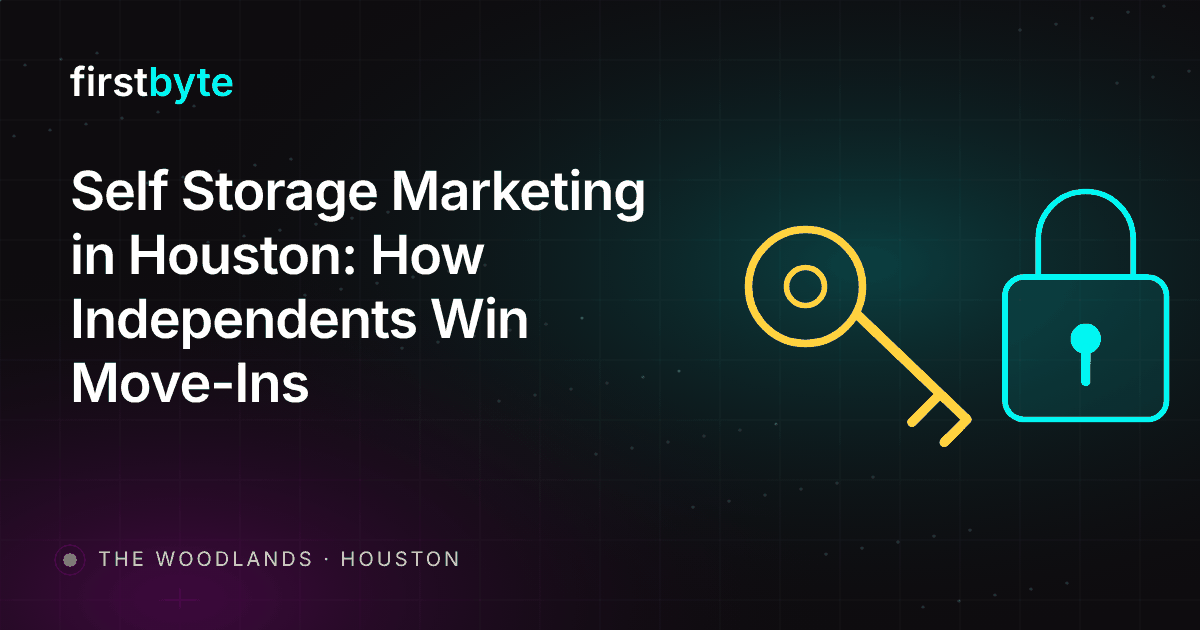 firstbyte
Self Storage Marketing
in Houston: How
Independents Win
Move-Ins
THE WOODLANDS · HOUSTON